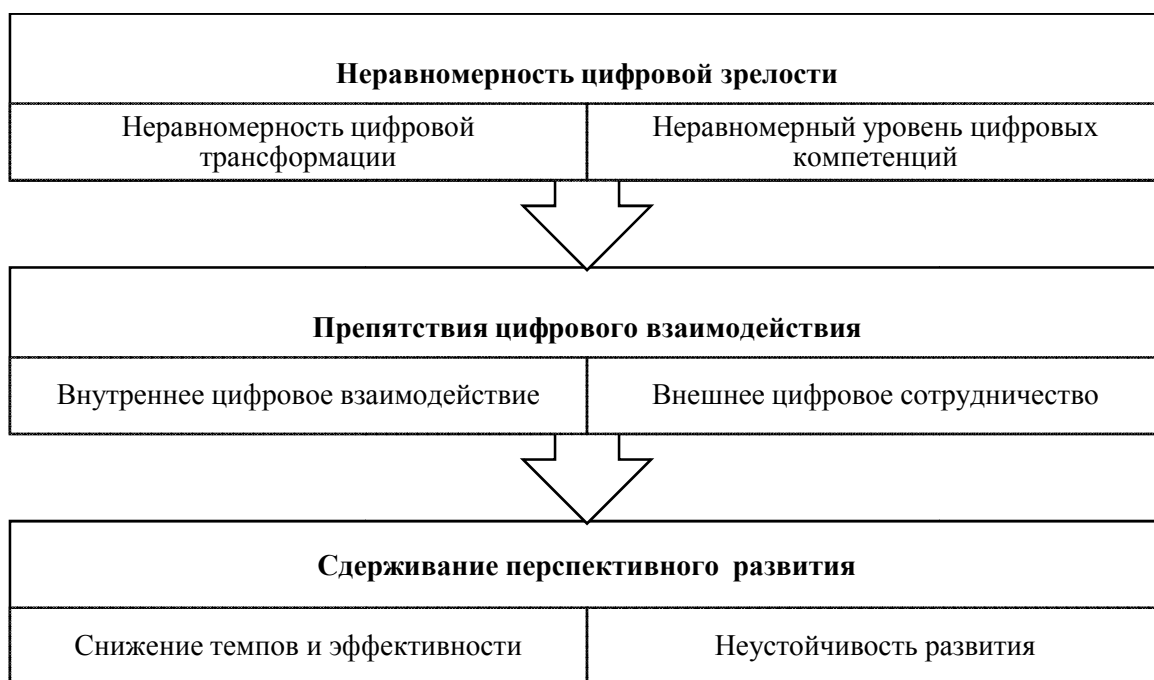 Неравномерность цифровой зрелости
Неравномерность цифровой
трансформации
Неравномерный уровень цифровых
компетенций
Препятствия цифрового взаимодействия
Внутреннее цифровое взаимодействие
Внешнее цифровое сотрудничество
Сдерживание перспективного развития
Снижение темпов и эффективности
Неустойчивость развития